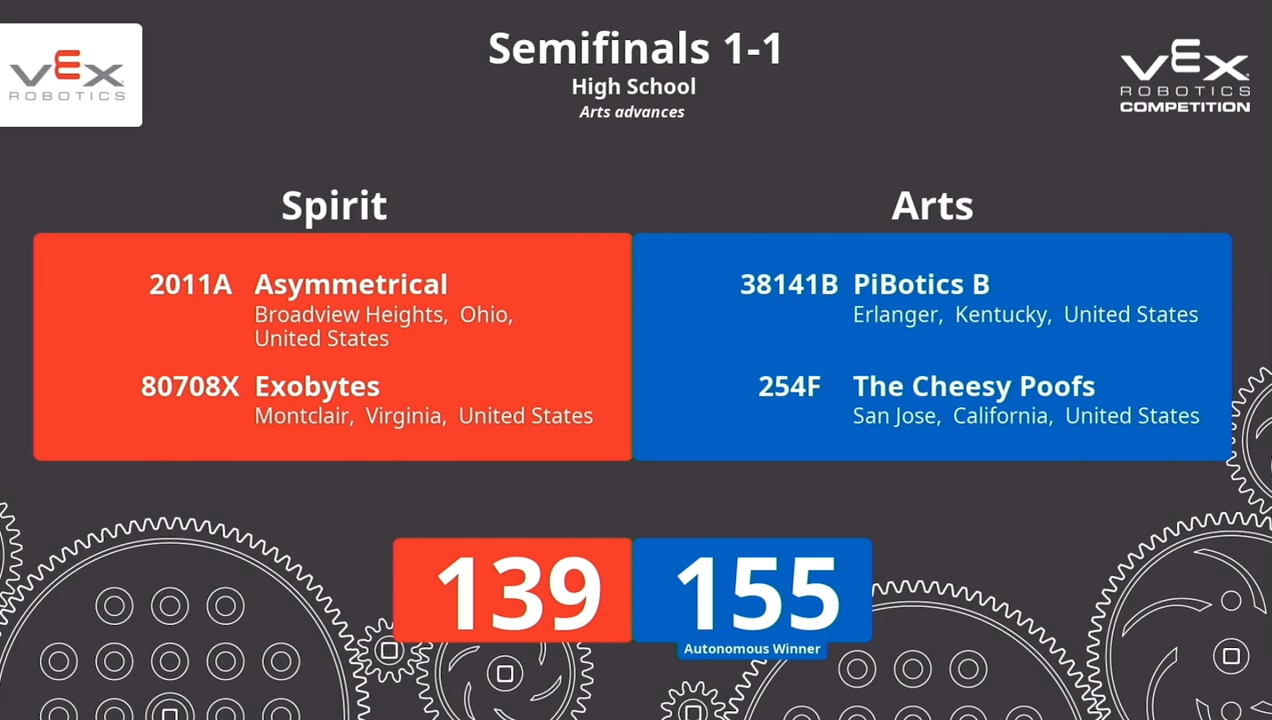 Semifinals 1-1
High School
Arts advances
VEX
ROBOTICS
VEX
ROBOTICS
COMPETITION
Spirit
2011A Asymmetrical
Broadview Heights, Ohio,
United States
80708X Exobytes
Montclair, Virginia, United States
Arts
38141B PiBotics B
Erlanger, Kentucky, United States
254F The Cheesy Poofs
San Jose, California, United States
139
155
Autonomous Winner